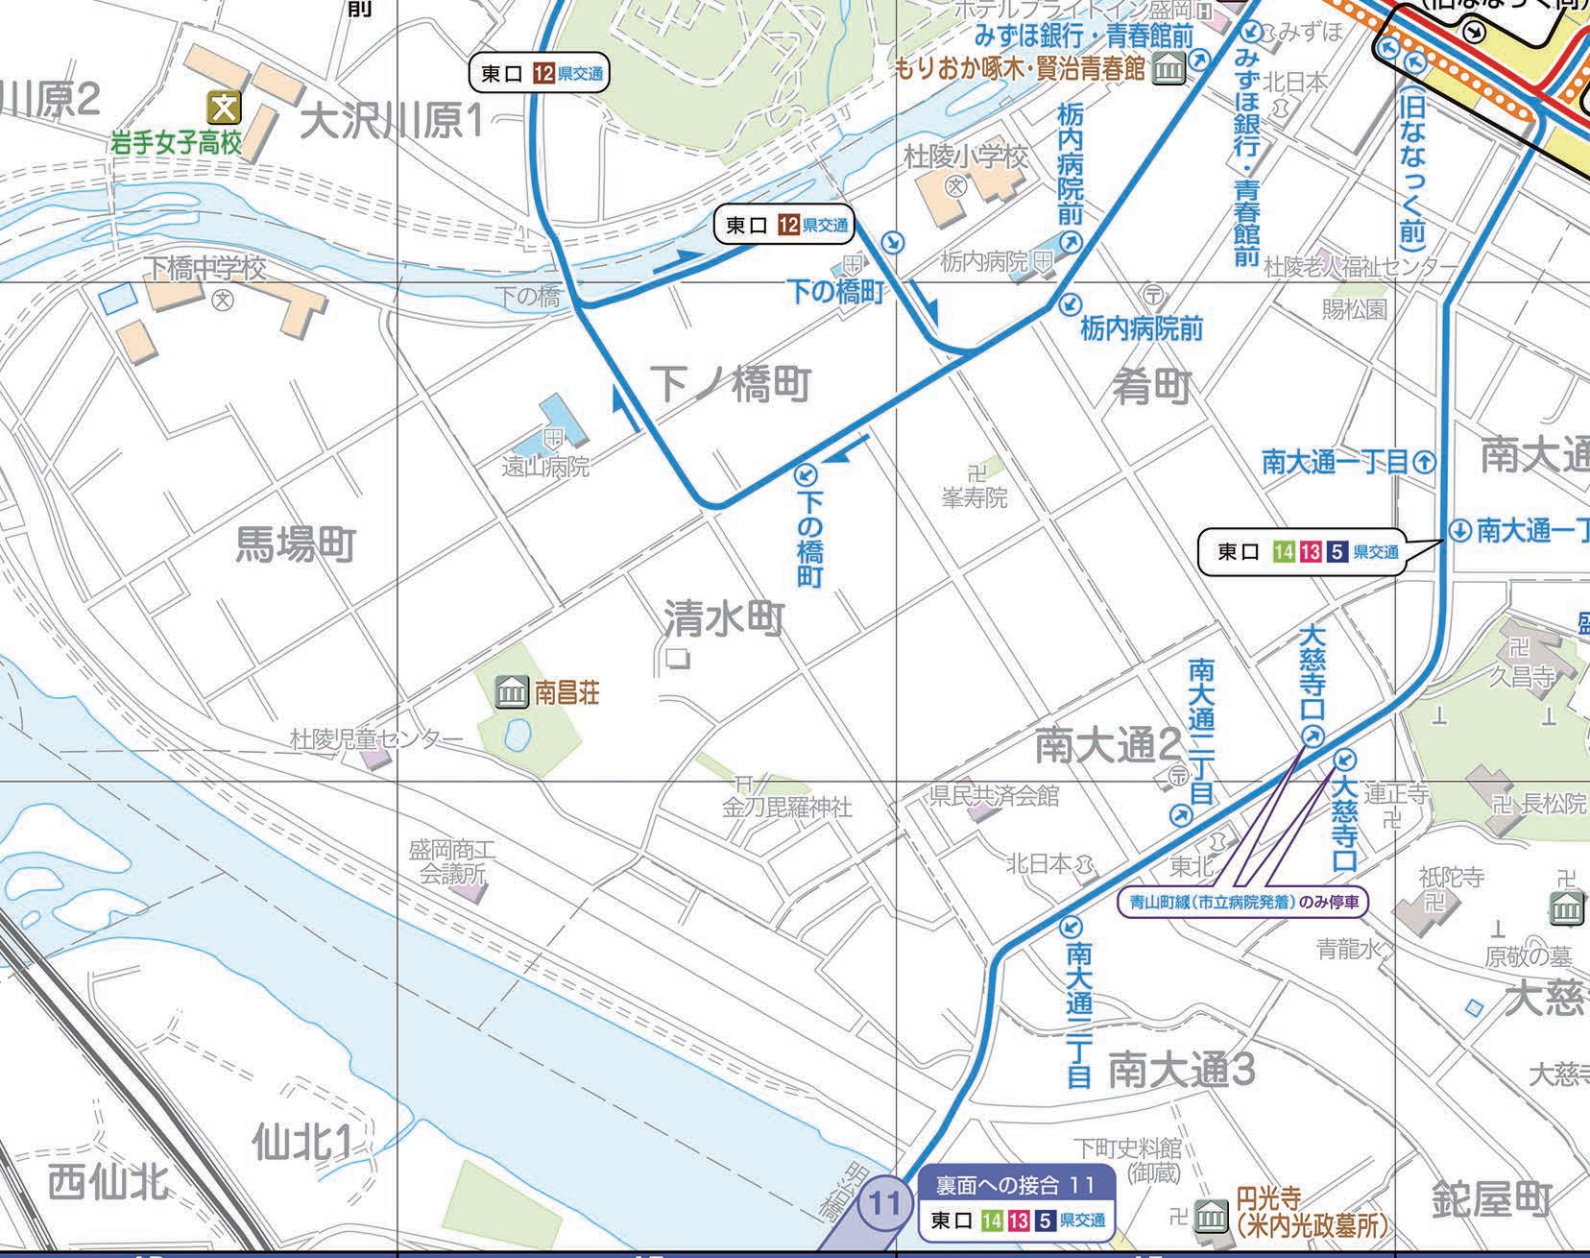 前
ホテルブライトイン盛岡
みずほ銀行・青春館前
もりおか啄木・賢治青春館
みずほ
北日本
みずほ銀行・青春館前
(旧ななっく前)
東口 12 県交通
川原2
大沢川原1
岩手女子高校
杜陵小学校
栃内病院前
東口 12 県交通
下橋中学校
下の橋
下の橋町
栃内病院
栃内病院前
杜陵老人福祉センター
賜松園
下ノ橋町
肴町
遠山病院
峯寿院
南大通一丁目
南大通
南大通一丁
馬場町
下の橋町
東口 14 13 5 県交通
清水町
南昌荘
大慈寺口
南大通二丁目
久昌寺
杜陵児童センター
南大通2
金刀毘羅神社
県民共済会館
大慈寺口
連正寺
長松院
盛岡商工
会議所
北日本
東北
青山町線(市立病院発着)のみ停車
祇陀寺
青龍水
原敬の墓
大慈
南大通二丁目
南大通3
大慈寺
仙北1
西仙北
下町史料館
(御蔵)
明治橋
11
裏面への接合 11
東口 14 13 5 県交通
円光寺
(米内光政墓所)
鉈屋町